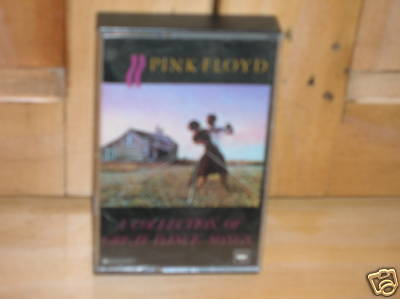 PINK FLOYD
A COLLECTION OF
GREAT DANCE SONGS